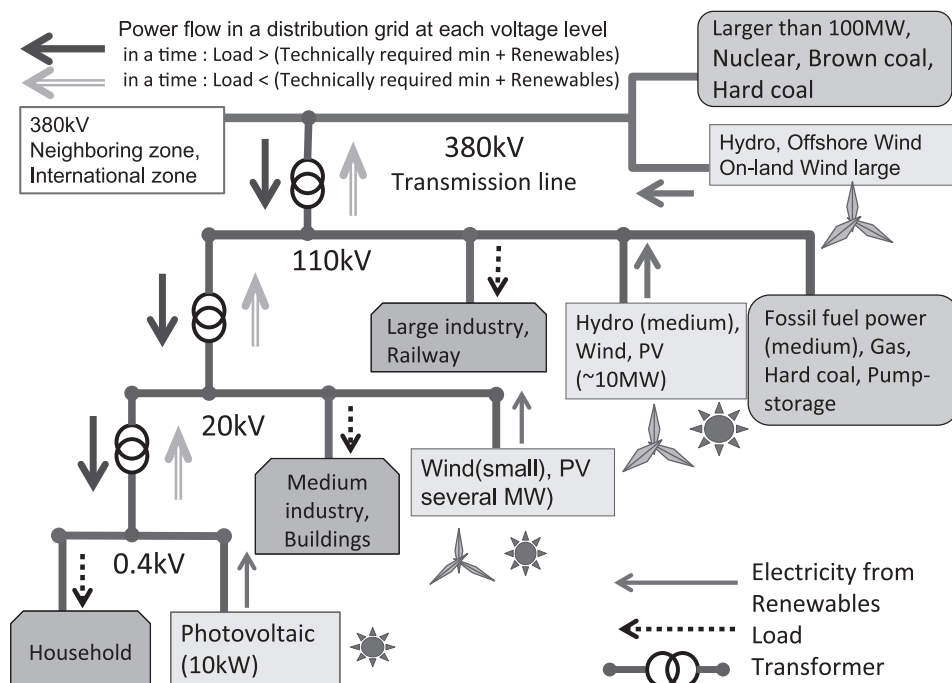 Power flow in a distribution grid at each voltage level
in a time : Load > (Technically required min + Renewables)
in a time : Load < (Technically required min + Renewables)
Larger than 100MW,
Nuclear, Brown coal,
Hard coal
380kV
Neighboring zone,
International zone
380kV
Transmission line
Hydro, Offshore Wind
On-land Wind large
110kV
Large industry,
Railway
Hydro (medium),
Wind, PV
(~10MW)
Fossil fuel power
(medium), Gas,
Hard coal, Pump-
storage
20kV
Medium
industry,
Buildings
Wind(small), PV
several MW)
0.4kV
Household
Photovoltaic
(10kW)
Electricity from
Renewables
Load
Transformer